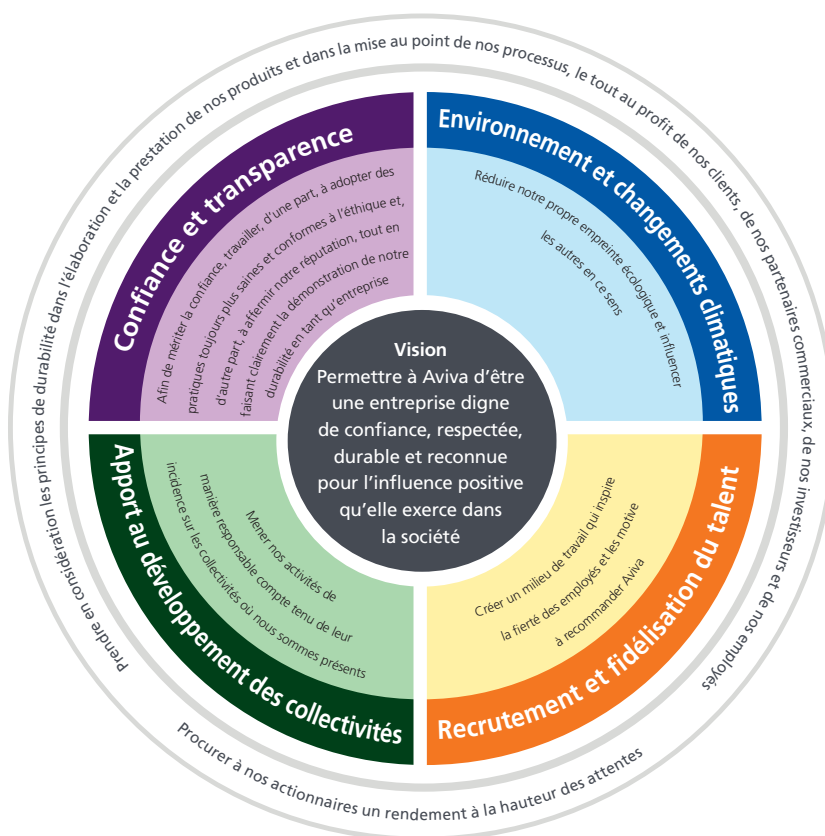 Prendre en considération les principes de durabilité dans l'élaboration et la prestation de nos produits et dans la mise au point de nos processus, le tout au profit de nos clients, de nos partenaires commerciaux, de nos investisseurs et de nos employés
Confiance et transparence
Afin de mériter la confiance, travailler, d'une part, à adopter des
pratiques toujours plus saines et conformes à l'éthique et,
d'autre part, à affermir notre réputation, tout en
faisant clairement la démonstration de notre
durabilité en tant qu'entreprise
Environnement et changements climatiques
Réduire notre propre empreinte écologique et influencer
les autres en ce sens
Vision
Permettre à Aviva d'être
une entreprise digne
de confiance, respectée,
durable et reconnue
pour l'influence positive
qu'elle exerce dans
la société
Apport au développement des collectivités
Mener nos activités de
manière responsable compte tenu de leur
incidence sur les collectivités où nous sommes présents
Recrutement et fidélisation du talent
Créer un milieu de travail qui inspire
la fierté des employés et les motive
à recommander Aviva
Procurer à nos actionnaires un rendement à la hauteur des attentes